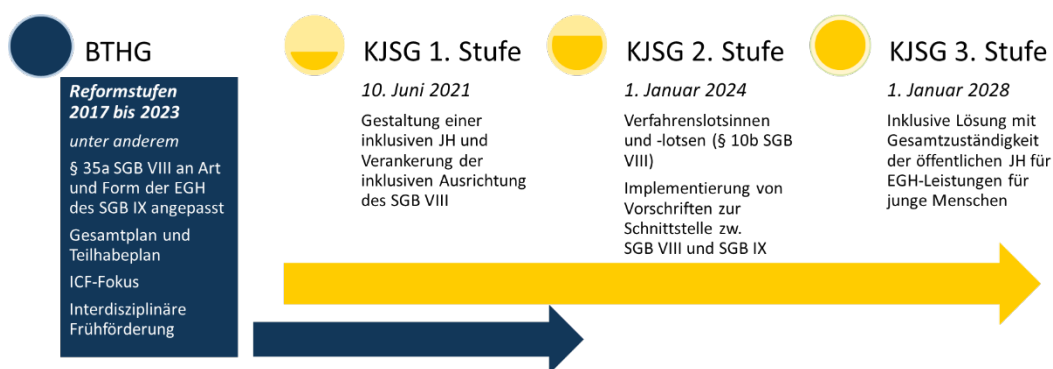 BTHG
Reformstufen
2017 bis 2023
unter anderem
§ 35a SGB VIII an Art
und Form der EGH
des SGB IX angepasst
Gesamtplan und
Teilhabeplan
ICF-Fokus
Interdisziplinäre
Frühförderung
KJSG 1. Stufe
10. Juni 2021
Gestaltung einer
inklusiven JH und
Verankerung der
inklusiven Ausrichtung
des SGB VIII
KJSG 2. Stufe
1. Januar 2024
Verfahrenslotsinnen
und -lotsen (§ 10b SGB
VIII)
Implementierung von
Vorschriften zur
Schnittstelle zw.
SGB VIII und SGB IX
KJSG 3. Stufe
1. Januar 2028
Inklusive Lösung mit
Gesamtzuständigkeit
der öffentlichen JH für
EGH-Leistungen für
junge Menschen